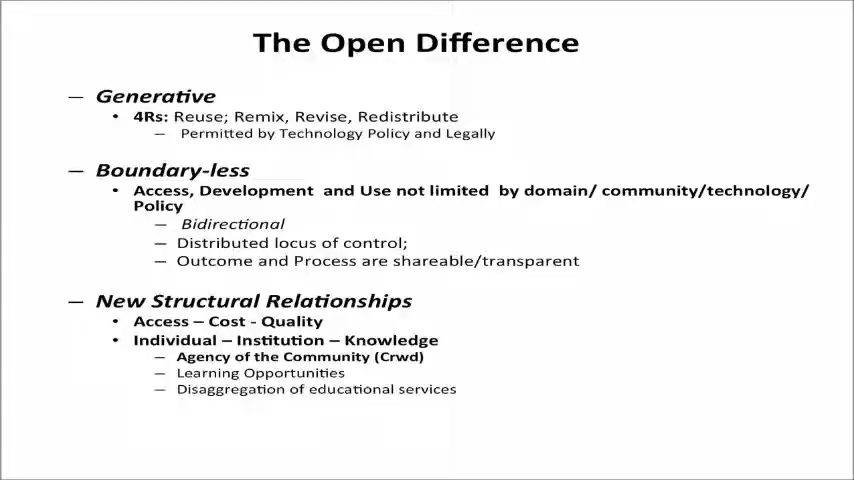 The Open Difference
– Generative
• 4Rs: Reuse; Remix, Revise, Redistribute
– Permitted by Technology Policy and Legally
– Boundary-less
• Access, Development and Use not limited by domain/ community/technology/
Policy
– Bidirectional
– Distributed locus of control;
– Outcome and Process are shareable/transparent
– New Structural Relationships
• Access – Cost - Quality
• Individual – Institution – Knowledge
– Agency of the Community (Crwd)
– Learning Opportunities
– Disaggregation of educational services